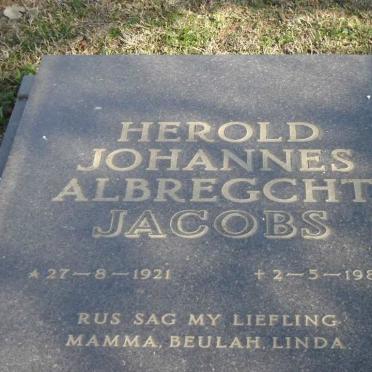 HEROLD
JOHANNES
ALBREGCHT
JACOBS
★ 27-8-1921 + 2-5-198
RUS SAG MY LIEFLING
MAMMA, BEULAH, LINDA.